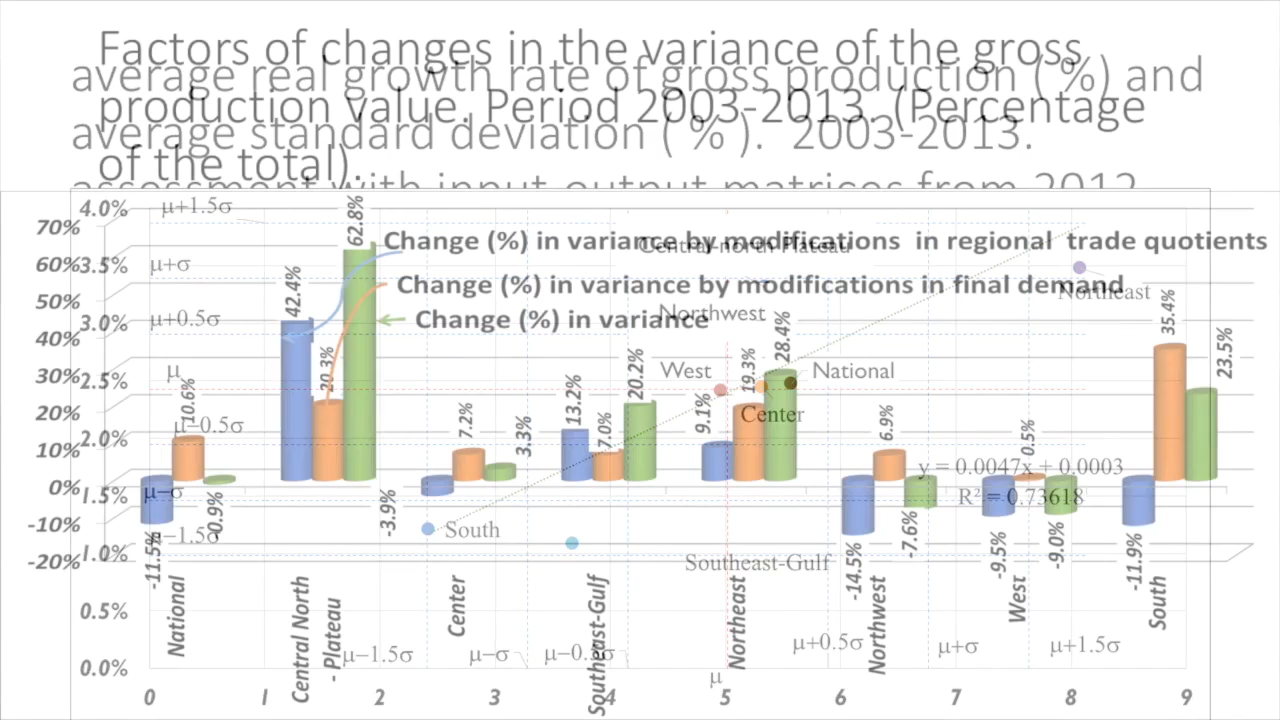 Factors of changes in the variance of the gross
production value. Period 2003-2013. (Percentage
of the total).
average real growth rate of gross production ( %) and
average standard deviation ( % ). 2003-2013.
assessment with input output matrices from 2012
Change (%) in variance by modifications in regional trade quotients
Change (%) in variance by modifications in final demand
Change (%) in variance
70%
60%
50%
40%
30%
20%
10%
0%
-10%
-20%
4.0%
3.5%
3.0%
2.5%
2.0%
1.5%
1.0%
0.5%
0.0%
μ+1.5σ
μ+σ
μ+0.5σ
μ
μ−0.5σ
μ−σ
−1.5σ
Central-north Plateau
Northeast
Northwest
West
National
Center
South
Southeast-Gulf
y = 0.0047x + 0.0003
R² = 0.73618
-11.5%
10.6%
-0.9%
42.4%
20.3%
62.8%
-3.9%
7.2%
3.3%
13.2%
7.0%
20.2%
9.1%
19.3%
28.4%
-14.5%
6.9%
-7.6%
-9.5%
0.5%
-9.0%
-11.9%
35.4%
23.5%
National
Central North
- Plateau
Center
Southeast-Gulf
Northeast
Northwest
West
South
μ−1.5σ
μ−σ
μ−0.5σ
μ
μ+0.5σ
μ+σ
μ+1.5σ
0 1 2 3 4 5 6 7 8 9